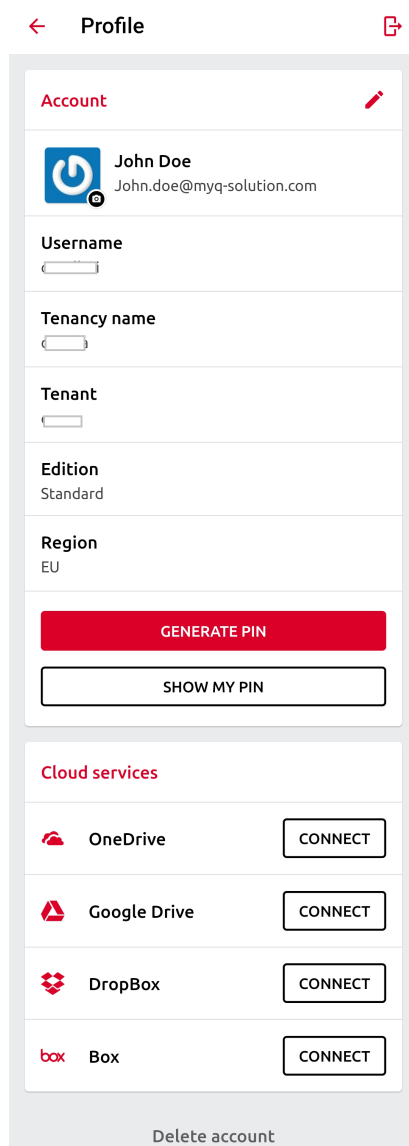 Profile
Account
John Doe
John.doe@myq-solution.com
Username
Tenancy name
Tenant
Edition
Standard
Region
EU
GENERATE PIN
SHOW MY PIN
Cloud services
OneDrive
CONNECT
Google Drive
CONNECT
DropBox
CONNECT
box
Box
CONNECT
Delete account